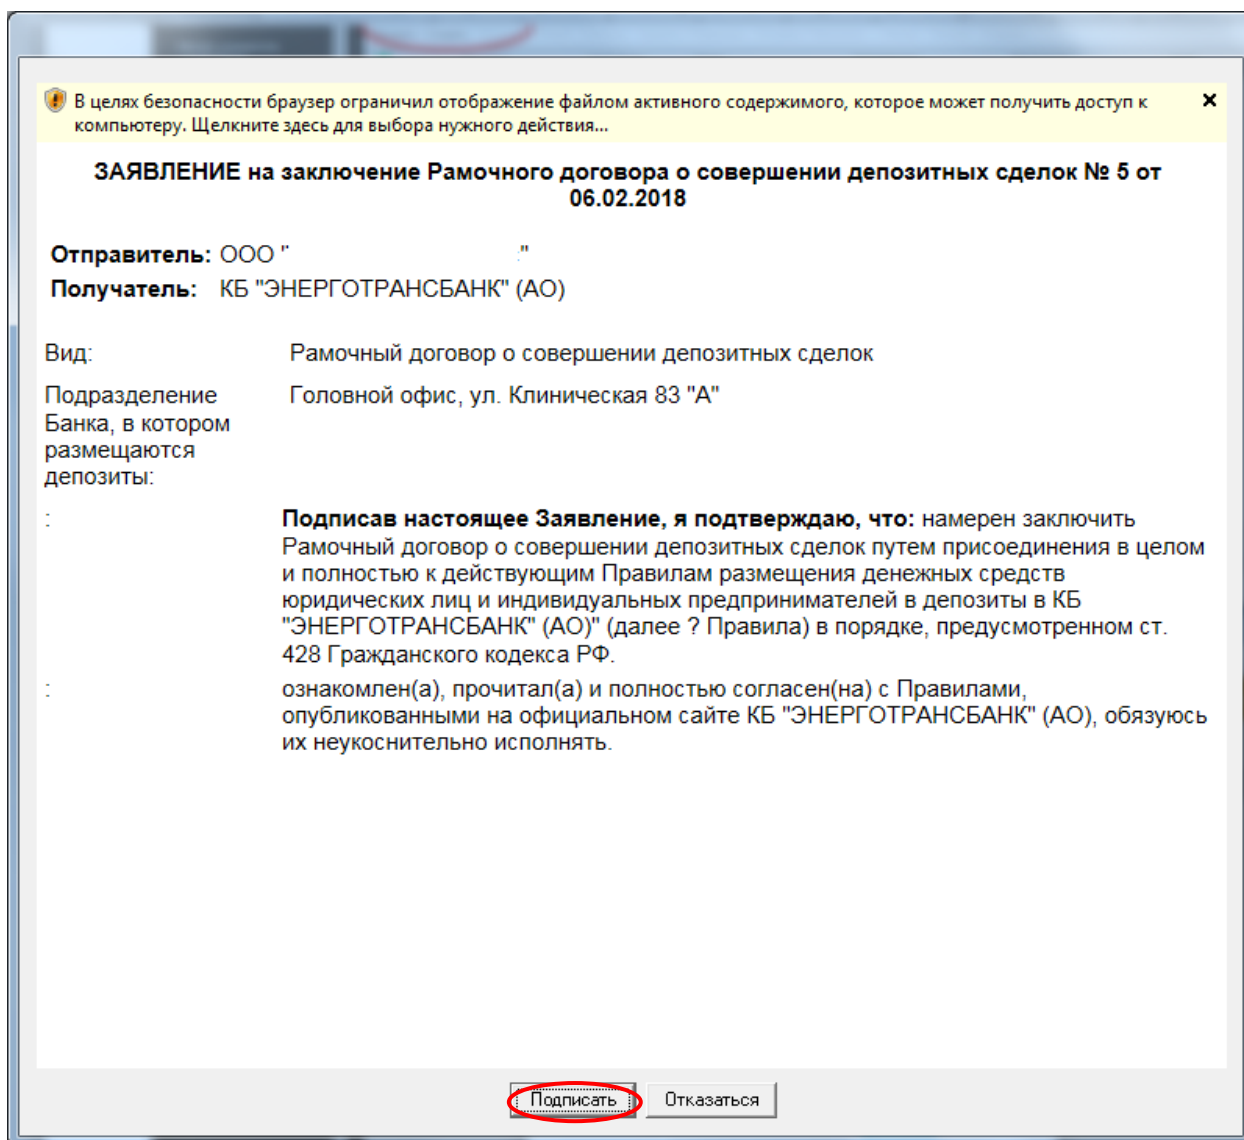 В целях безопасности браузер ограничил отображение файлом активного содержимого, которое может получить доступ к
компьютеру. Щелкните здесь для выбора нужного действия...
ЗАЯВЛЕНИЕ на заключение Рамочного договора о совершении депозитных сделок № 5 от
06.02.2018
Отправитель: ООО " "
Получатель: КБ "ЭНЕРГОТРАНСБАНК" (АО)
Вид: Рамочный договор о совершении депозитных сделок
Подразделение Головной офис, ул. Клиническая 83 "А"
Банка, в котором
размещаются
депозиты:
: Подписав настоящее Заявление, я подтверждаю, что: намерен заключить
Рамочный договор о совершении депозитных сделок путем присоединения в целом
и полностью к действующим Правилам размещения денежных средств
юридических лиц и индивидуальных предпринимателей в депозиты в КБ
"ЭНЕРГОТРАНСБАНК" (АО)" (далее ? Правила) в порядке, предусмотренном ст.
428 Гражданского кодекса РФ.
: ознакомлен(а), прочитал(а) и полностью согласен(на) с Правилами,
опубликованными на официальном сайте КБ "ЭНЕРГОТРАНСБАНК" (АО), обязуюсь
их неукоснительно исполнять.
Подписать Отказаться